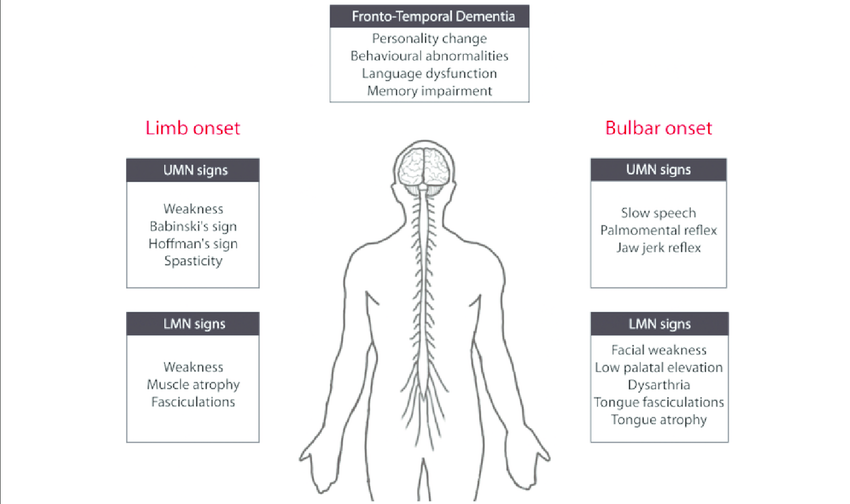 Fronto-Temporal Dementia
Personality change
Behavioural abnormalities
Language dysfunction
Memory impairment
Limb onset
UMN signs
Weakness
Babinski's sign
Hoffman's sign
Spasticity
LMN signs
Weakness
Muscle atrophy
Fasciculations
Bulbar onset
UMN signs
Slow speech
Palmomental reflex
Jaw jerk reflex
LMN signs
Facial weakness
Low palatal elevation
Dysarthria
Tongue fasciculations
Tongue atrophy